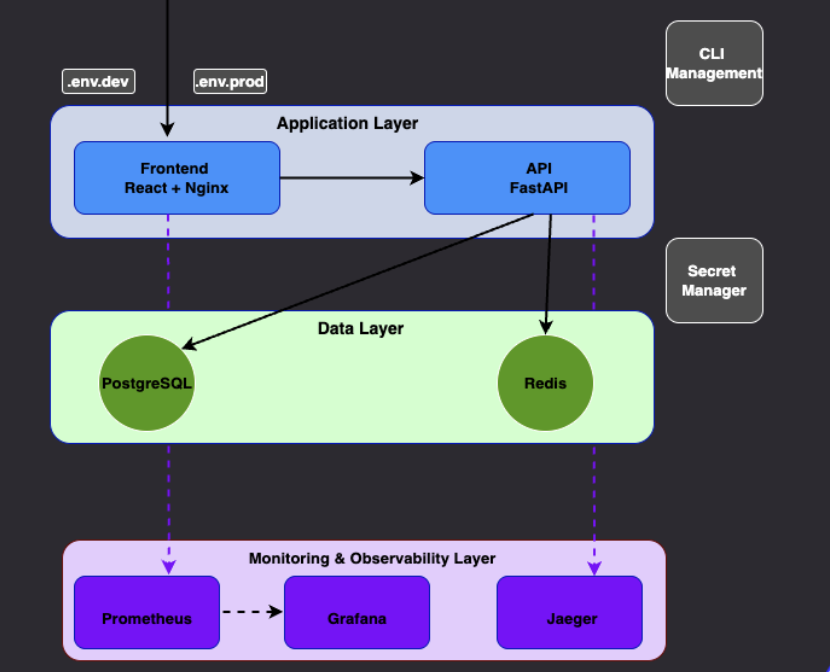 .env.dev
.env.prod
CLI
Management
Application Layer
Frontend
React + Nginx
API
FastAPI
Secret
Manager
Data Layer
PostgreSQL
Redis
Monitoring & Observability Layer
Prometheus
Grafana
Jaeger